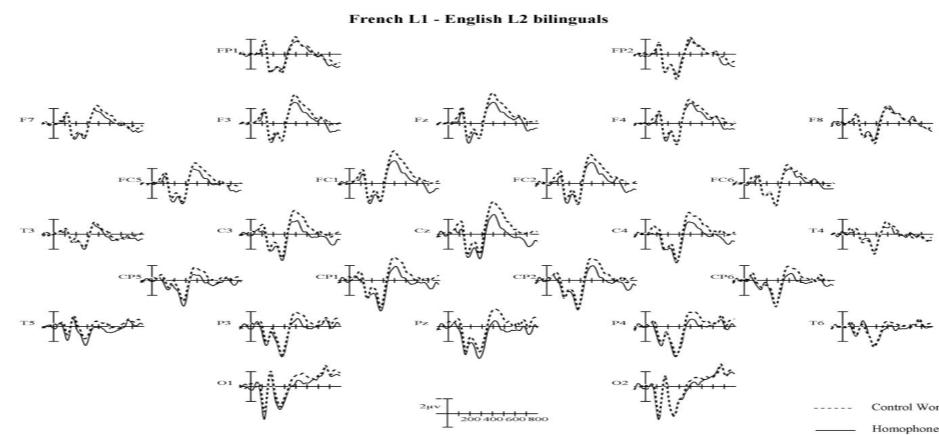 French L1 - English L2 bilinguals
FP1 FP2
F7 F3 Fz F4 F8
FC5 FC1 FC2 FC6
T3 C3 Cz C4 T4
CP5 CP1 CP2 CP6
T5 P3 Pz P4 T6
O1 O2
2μv 200 400 600 800
Control Wor
Homophone